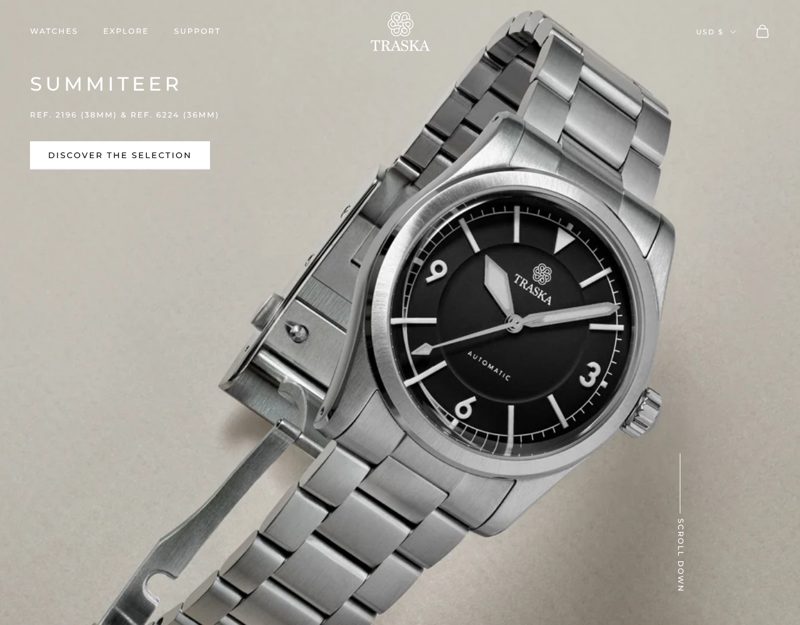 WATCHES
EXPLORE
SUPPORT
TRASKA
USD $
SUMMITEER
REF. 2196 (38MM) & REF. 6224 (36MM)
DISCOVER THE SELECTION
9
TRASKA
AUTOMATIC
3
6
SCROLL DOWN